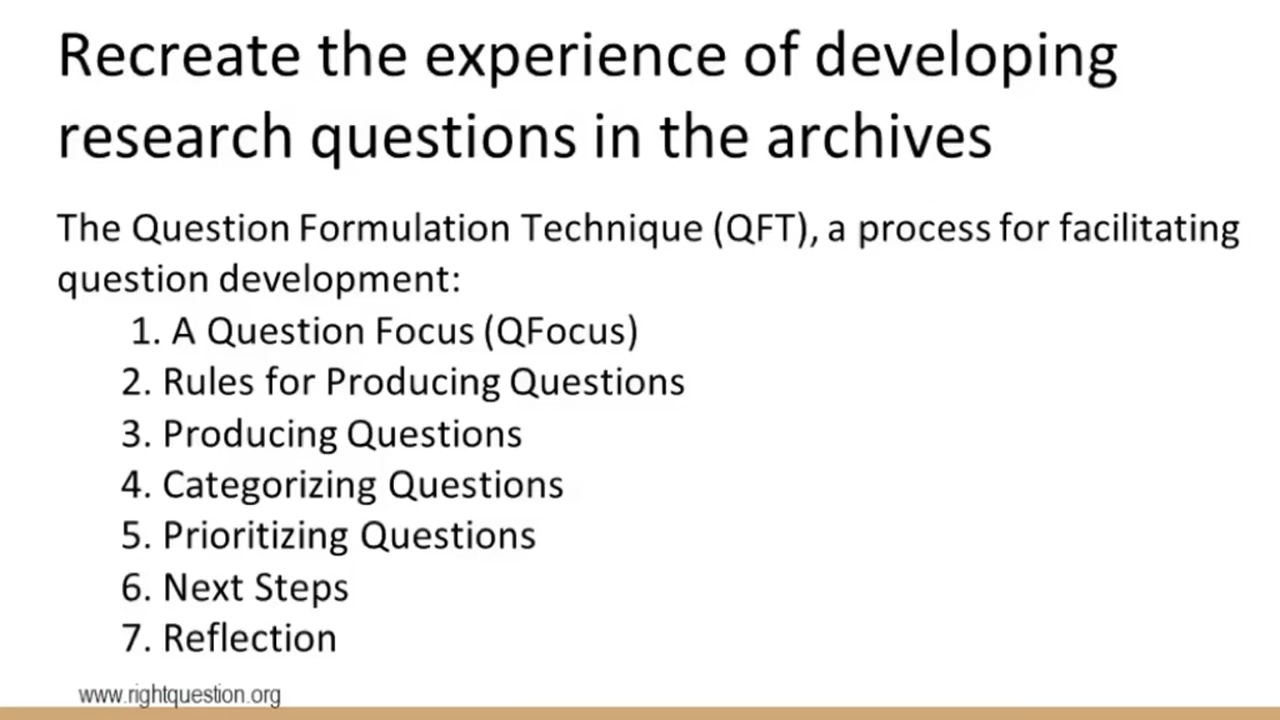 Recreate the experience of developing
research questions in the archives
The Question Formulation Technique (QFT), a process for facilitating
question development:
1. A Question Focus (QFocus)
2. Rules for Producing Questions
3. Producing Questions
4. Categorizing Questions
5. Prioritizing Questions
6. Next Steps
7. Reflection
www.rightquestion.org